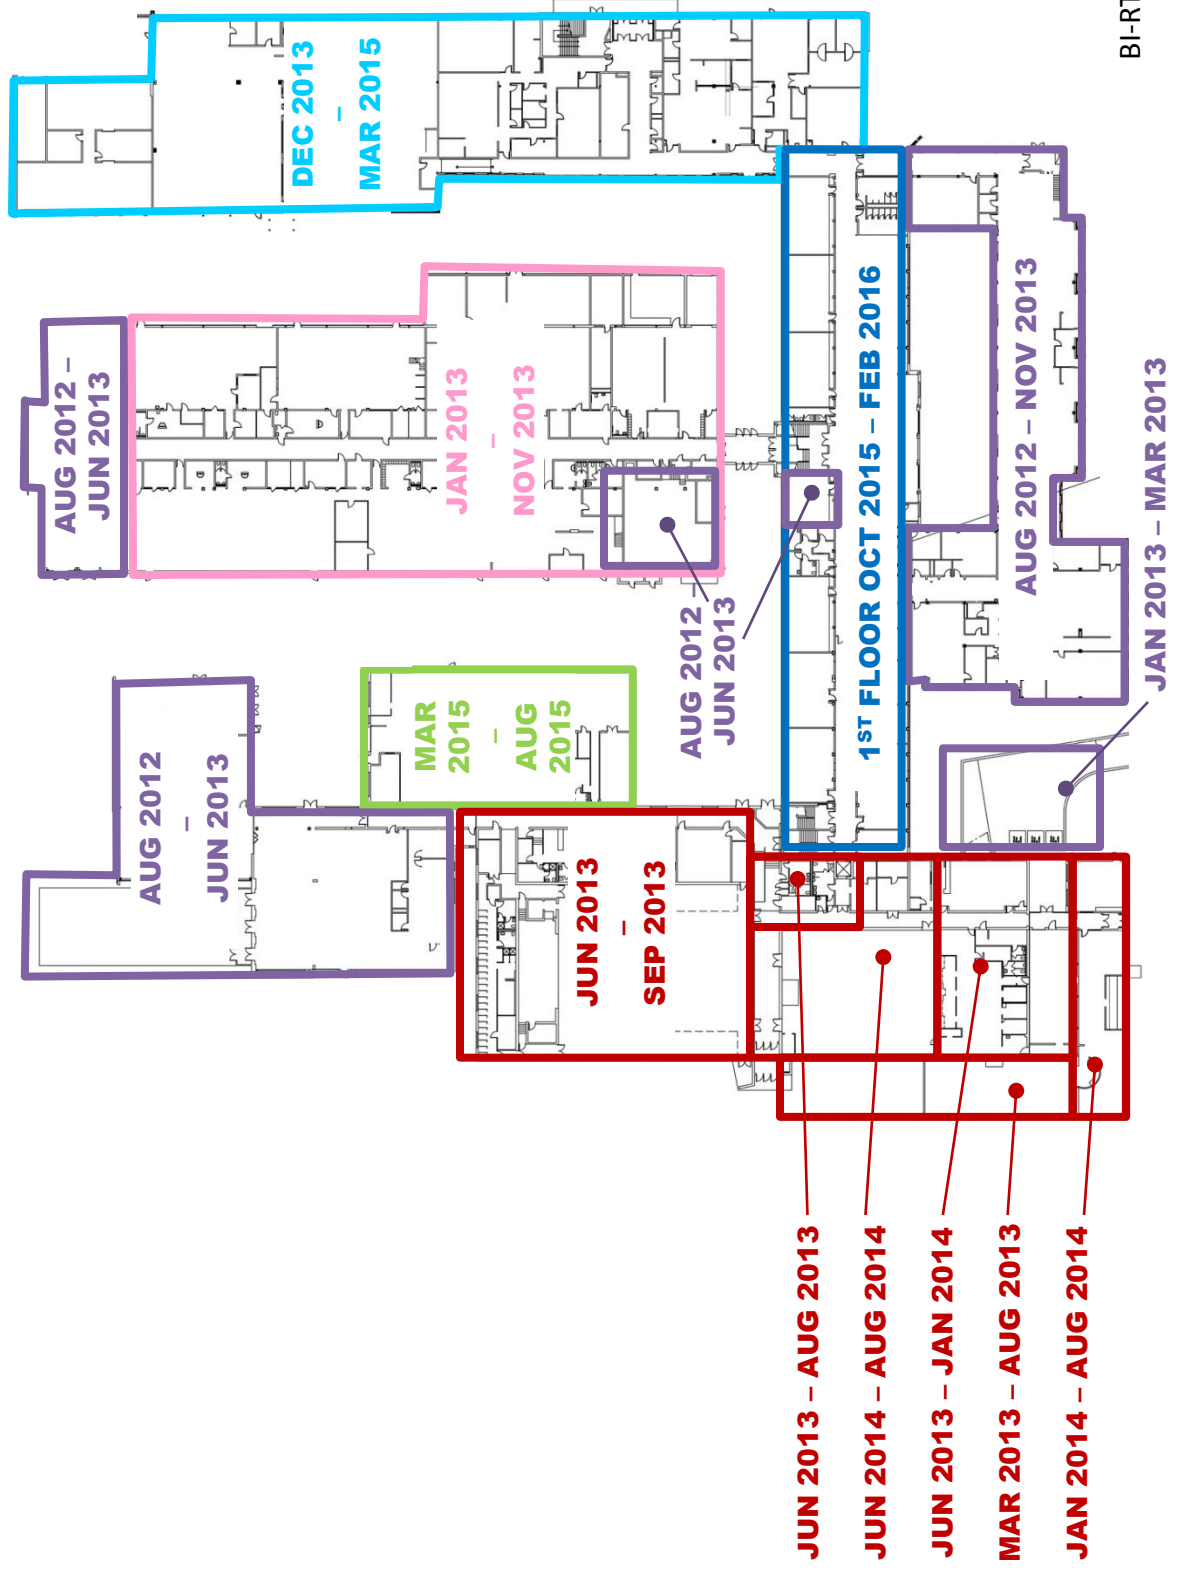 BI-RT
DEC 2013
–
MAR 2015
AUG 2012 –
JUN 2013
JAN 2013
–
NOV 2013
AUG 2012 –
JUN 2013
1ST FLOOR OCT 2015 – FEB 2016
AUG 2012 – NOV 2013
JAN 2013 – MAR 2013
MAR
2015
–
AUG
2015
AUG 2012
–
JUN 2013
JUN 2013
–
SEP 2013
JUN 2013 – AUG 2013
JUN 2014 – AUG 2014
JUN 2013 – JAN 2014
MAR 2013 – AUG 2013
JAN 2014 – AUG 2014